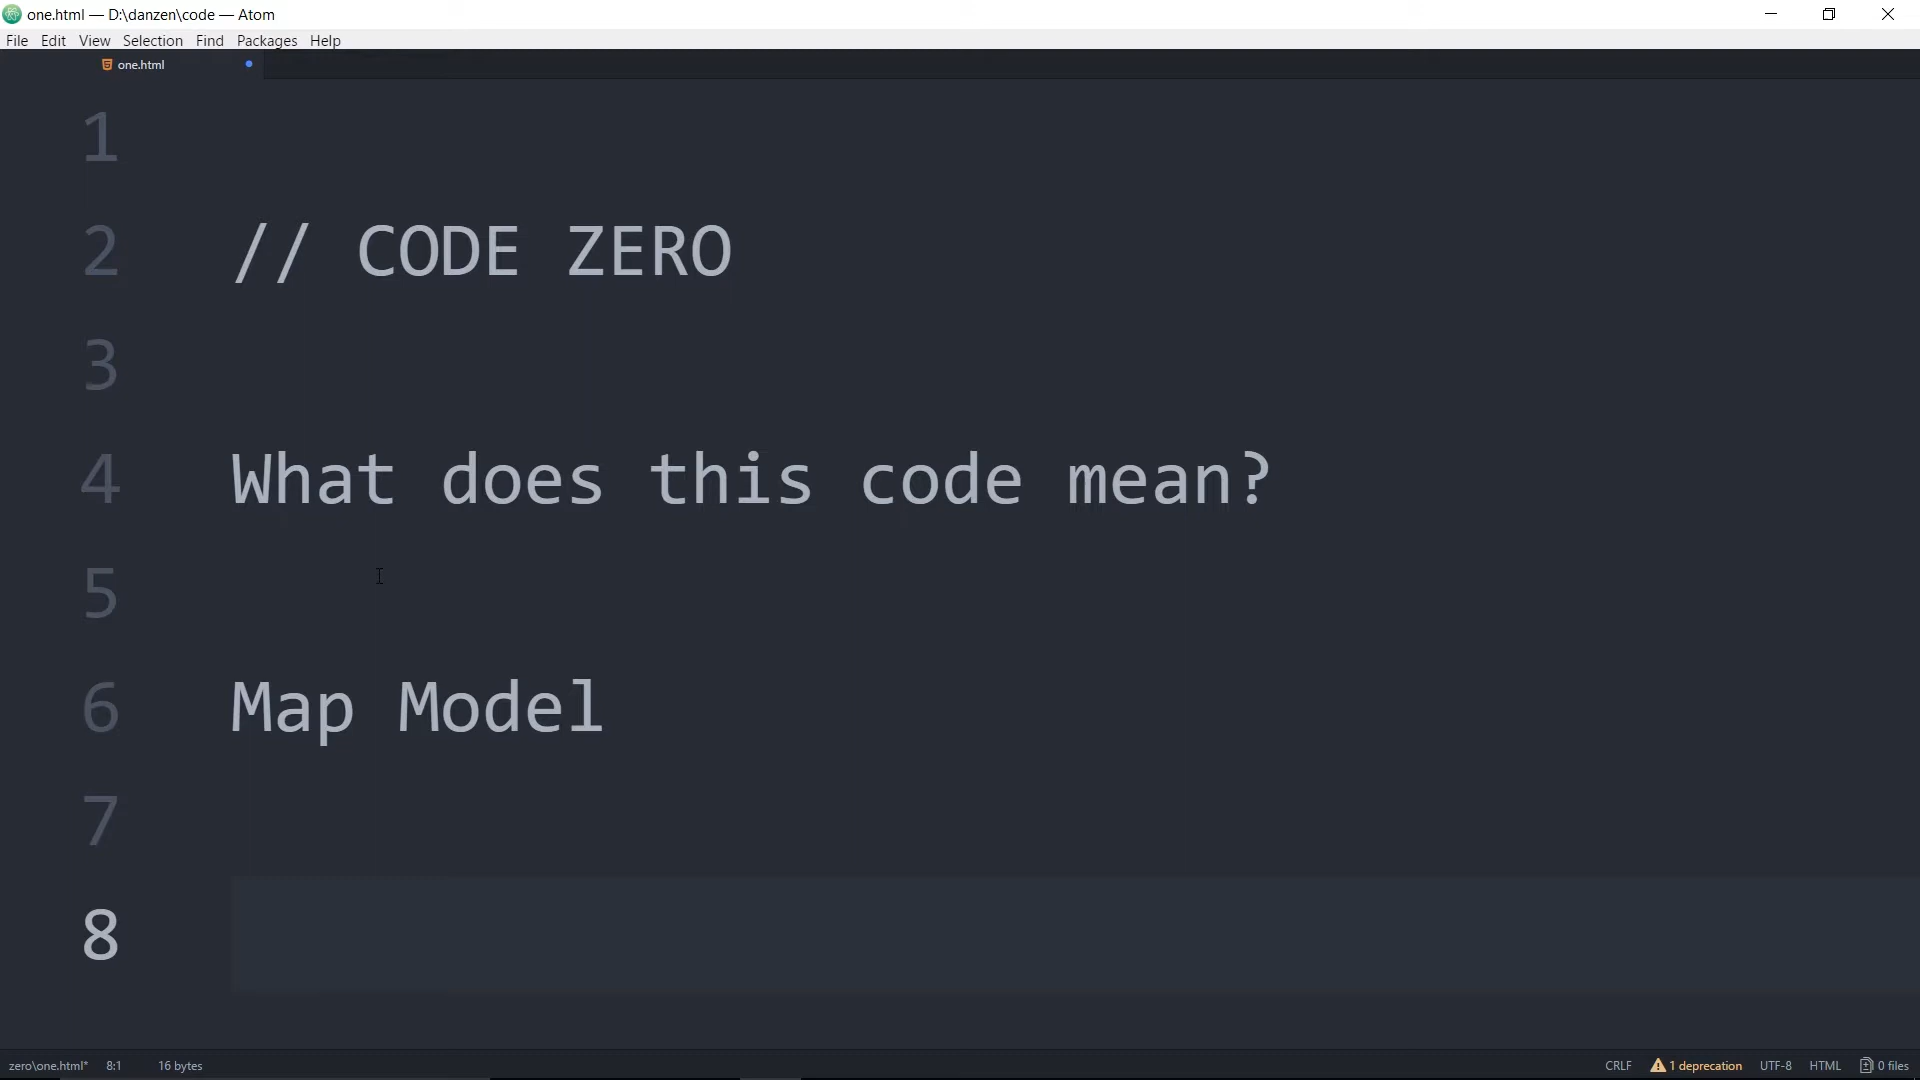 one.html — D:\danzen\code — Atom
File Edit View Selection Find Packages Help
one.html
1
2 // CODE ZERO
3
4 What does this code mean?
5
6 Map Model
7
8
zero\one.html* 8:1 16 bytes CRLF 1 deprecation UTF-8 HTML 0 files